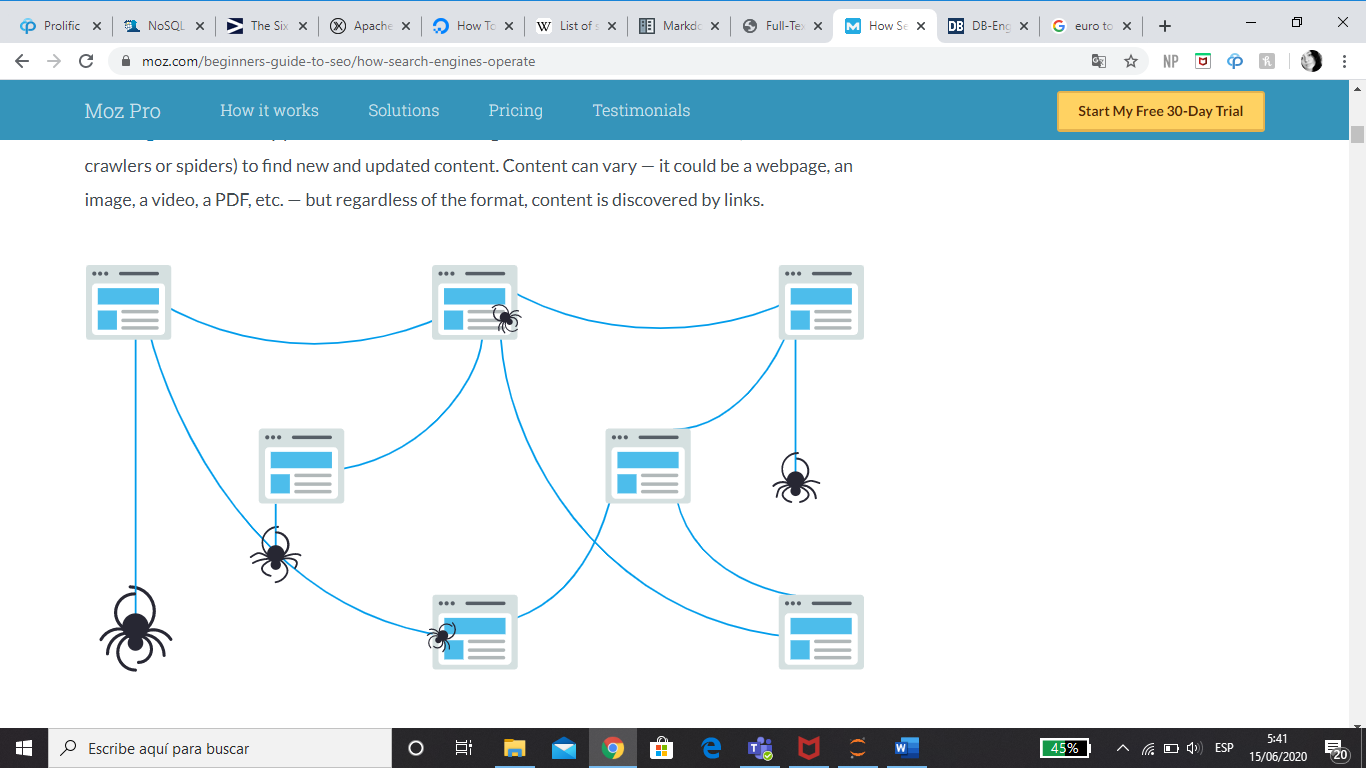 Prolific
NoSQL
The Six
Apache
How To
List of s
Markdo
Full-Tex
How Se
DB-Eng
euro to
moz.com/beginners-guide-to-seo/how-search-engines-operate
NP
Moz Pro
How it works
Solutions
Pricing
Testimonials
Start My Free 30-Day Trial
crawlers or spiders) to find new and updated content. Content can vary — it could be a webpage, an
image, a video, a PDF, etc. — but regardless of the format, content is discovered by links.
Escribe aquí para buscar
45%
ESP
5:41
15/06/2020
20